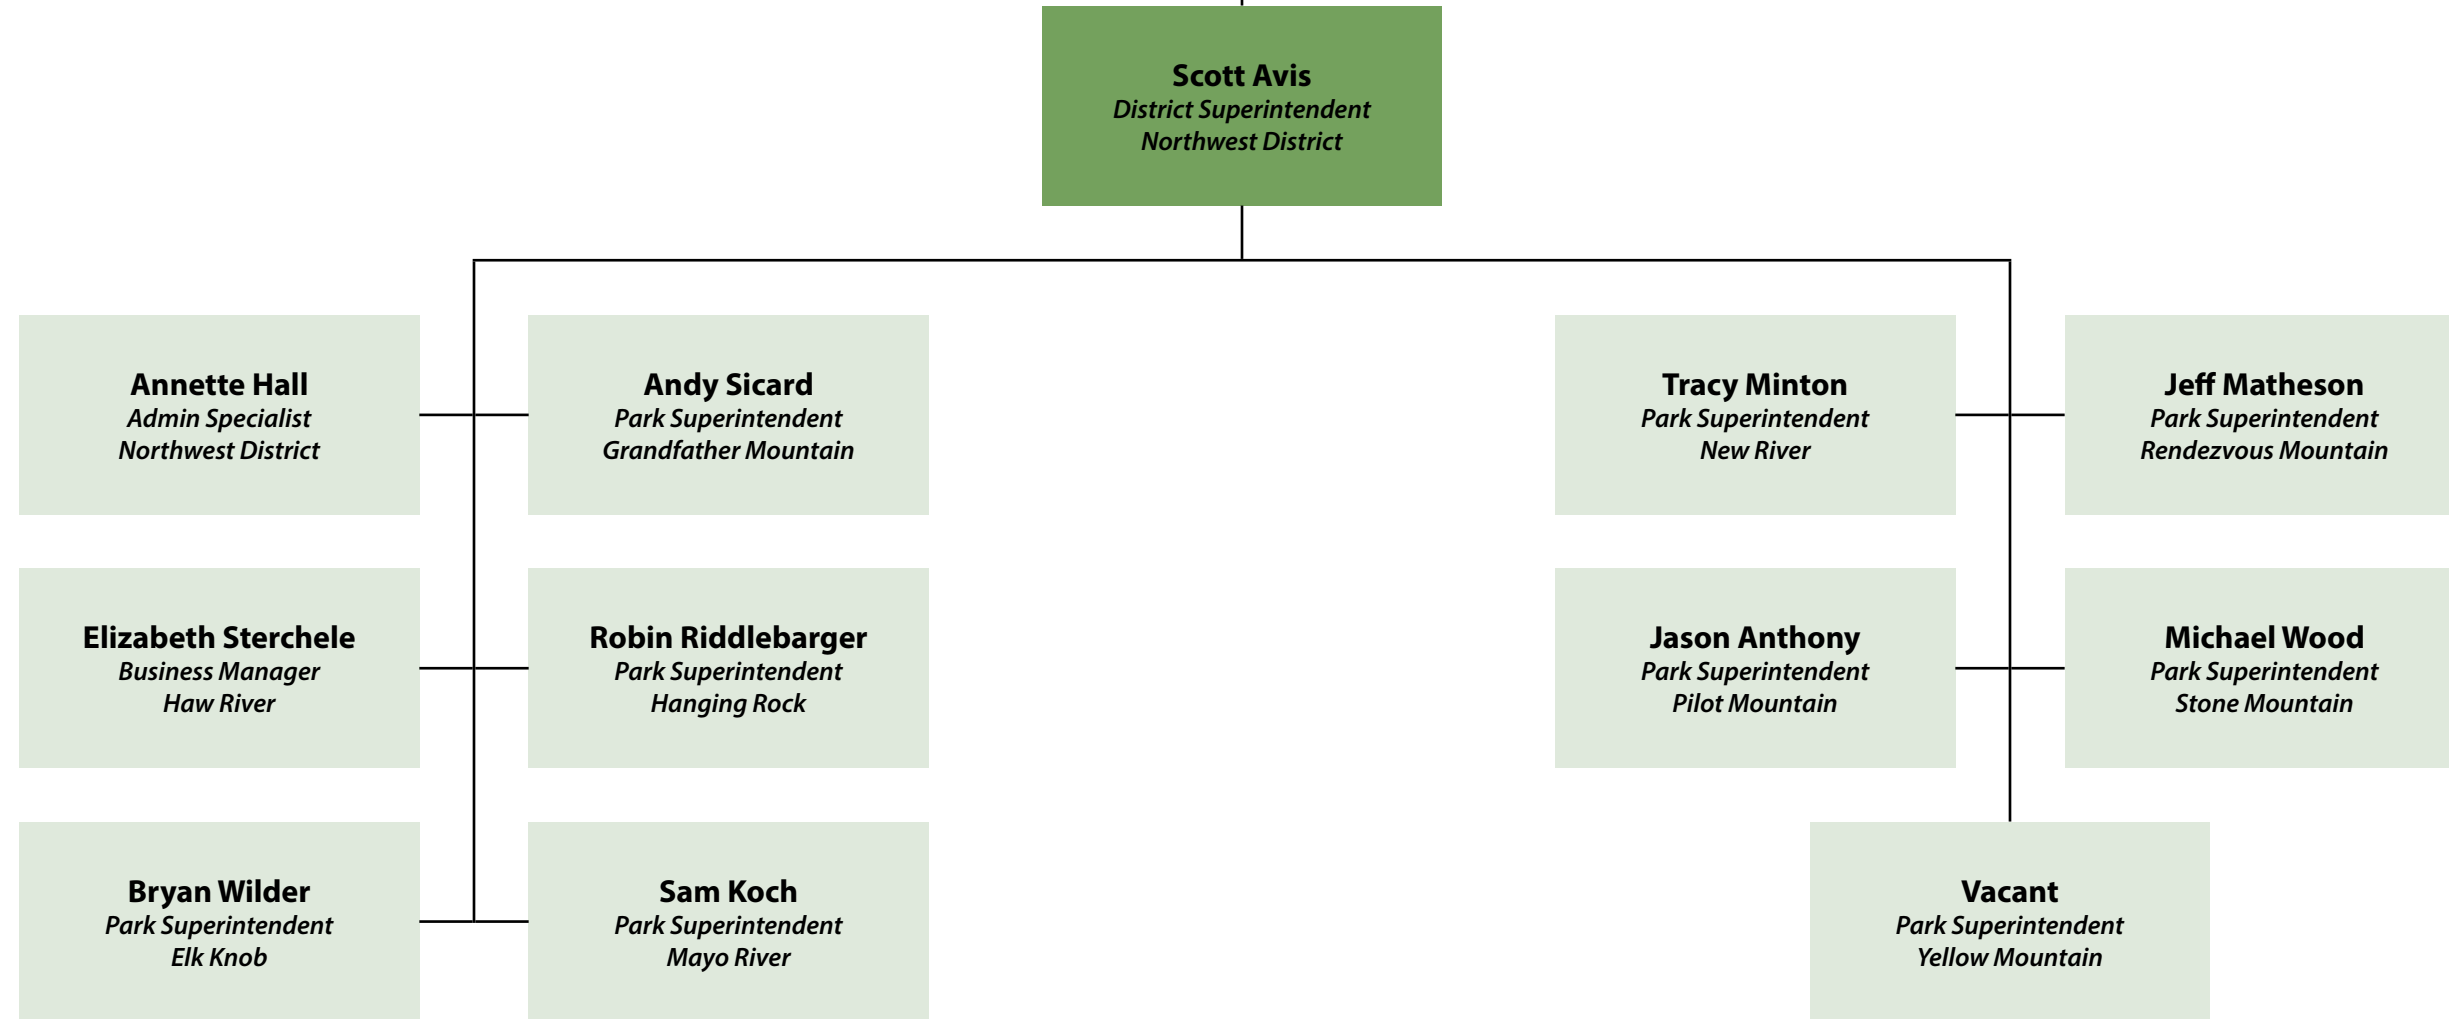 Scott Avis
District Superintendent
Northwest District
Annette Hall
Admin Specialist
Northwest District
Andy Sicard
Park Superintendent
Grandfather Mountain
Tracy Minton
Park Superintendent
New River
Jeff Matheson
Park Superintendent
Rendezvous Mountain
Elizabeth Sterchele
Business Manager
Haw River
Robin Riddlebarger
Park Superintendent
Hanging Rock
Jason Anthony
Park Superintendent
Pilot Mountain
Michael Wood
Park Superintendent
Stone Mountain
Bryan Wilder
Park Superintendent
Elk Knob
Sam Koch
Park Superintendent
Mayo River
Vacant
Park Superintendent
Yellow Mountain